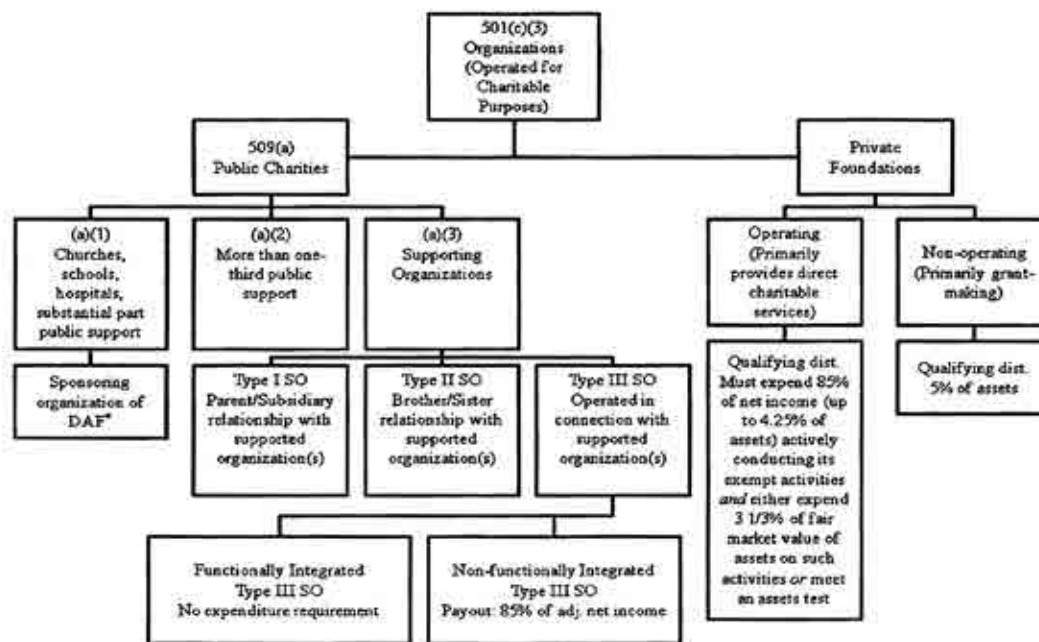 501(c)(3)
Organizations
(Operated for
Charitable
Purposes)
509(a)
Public Charities
Private
Foundations
(a)(1)
Churches,
schools,
hospitals,
substantial part
public support
(a)(2)
More than one-
third public
support
(a)(3)
Supporting
Organizations
Operating
(Primarily
provides direct
charitable
services)
Non-operating
(Primarily grant-
making)
Sponsoring
organization of
DAF*
Type I SO
Parent/Subsidiary
relationship with
supported
organization(s)
Type II SO
Brother/Sister
relationship with
supported
organization(s)
Type III SO
Operated in
connection with
supported
organization(s)
Qualifying dist.
Must expend 85%
of net income (up
to 4.25% of
assets) actively
conducting its
exempt activities
and either expend
3 1/3% of fair
market value of
assets on such
activities or meet
an assets test
Qualifying dist.
5% of assets
Functionally Integrated
Type III SO
No expenditure requirement
Non-functionally Integrated
Type III SO
Payout: 85% of adj. net income